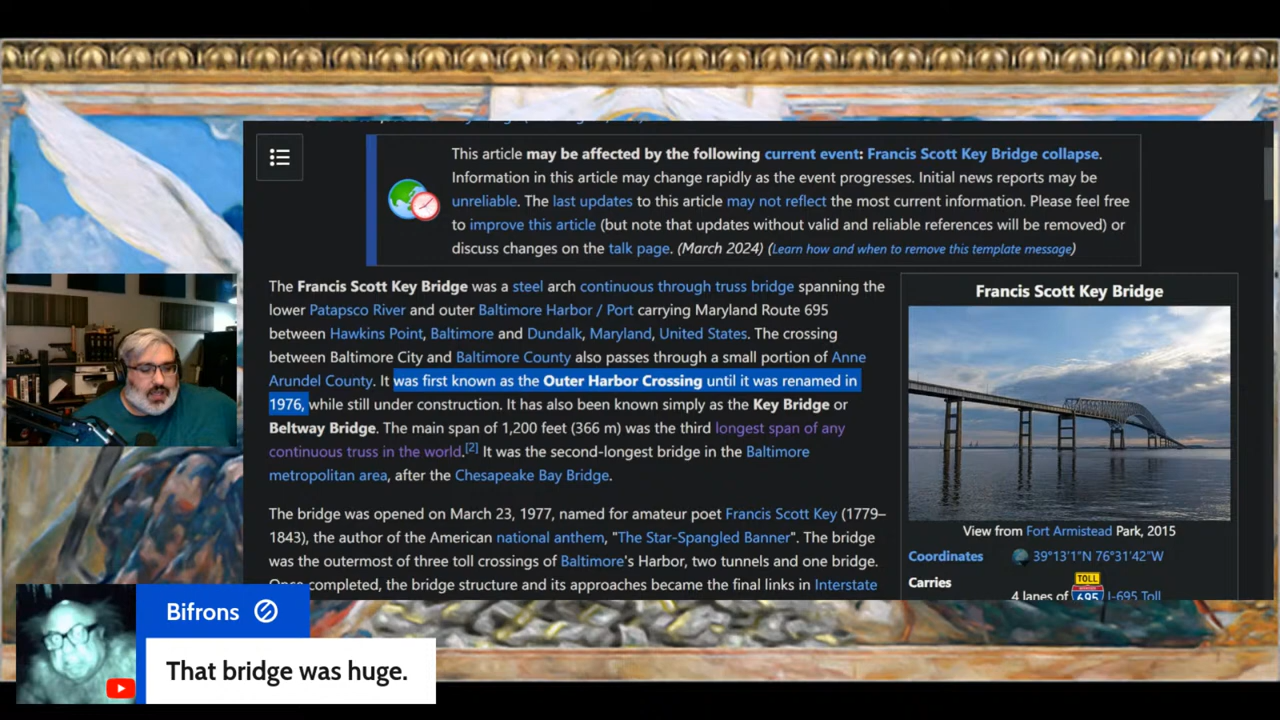 This article may be affected by the following current event: Francis Scott Key Bridge collapse.
Information in this article may change rapidly as the event progresses. Initial news reports may be
unreliable. The last updates to this article may not reflect the most current information. Please feel free
to improve this article (but note that updates without valid and reliable references will be removed) or
discuss changes on the talk page. (March 2024) (Learn how and when to remove this template message)
The Francis Scott Key Bridge was a steel arch continuous through truss bridge spanning the
lower Patapsco River and outer Baltimore Harbor / Port carrying Maryland Route 695
between Hawkins Point, Baltimore and Dundalk, Maryland, United States. The crossing
between Baltimore City and Baltimore County also passes through a small portion of Anne
Arundel County. It was first known as the Outer Harbor Crossing until it was renamed in
1976, while still under construction. It has also been known simply as the Key Bridge or
Beltway Bridge. The main span of 1,200 feet (366 m) was the third longest span of any
continuous truss in the world.[2] It was the second-longest bridge in the Baltimore
metropolitan area, after the Chesapeake Bay Bridge.
The bridge was opened on March 23, 1977, named for amateur poet Francis Scott Key (1779–
1843), the author of the American national anthem, "The Star-Spangled Banner". The bridge
was the outermost of three toll crossings of Baltimore's Harbor, two tunnels and one bridge.
Once completed, the bridge structure and its approaches became the final links in Interstate
Francis Scott Key Bridge
View from Fort Armistead Park, 2015
Coordinates 39°13′1″N 76°31′42″W
Carries
TOLL
4 lanes of 695 I-695 Toll
Bifrons
That bridge was huge.